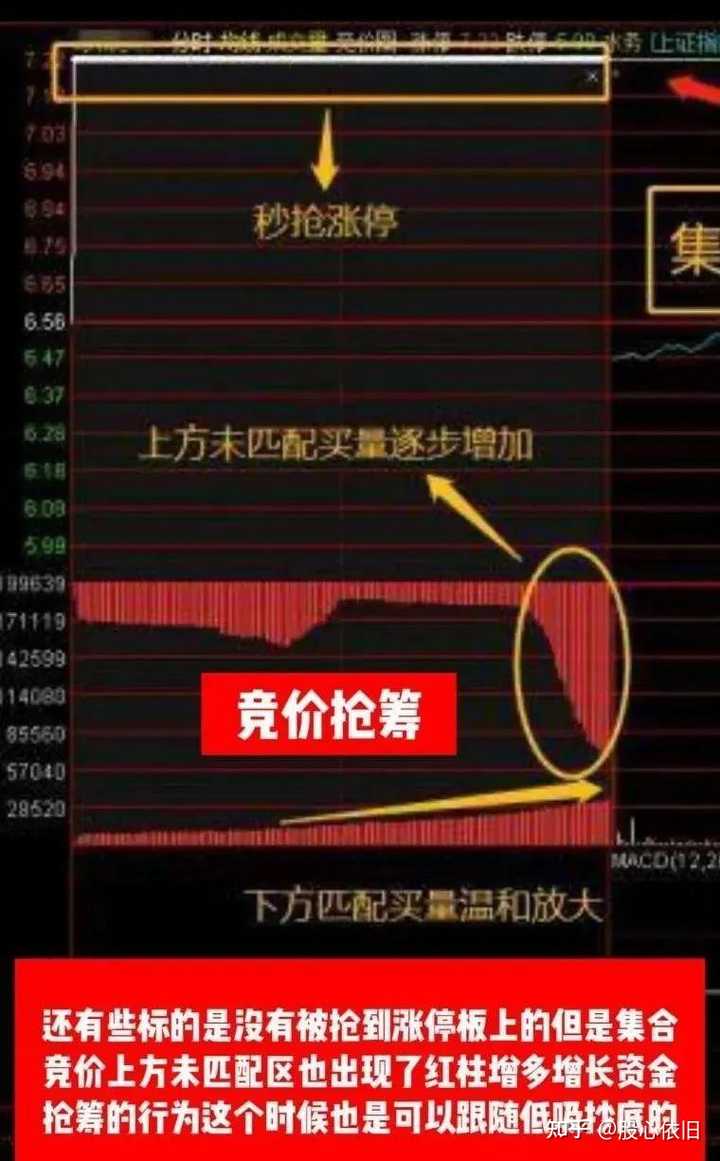 分时 均线 成交量 竞价图 涨停 7.22 跌停 5.90 水务 [上证指
7.22
7.13
7.03
6.94
6.84
6.75
6.65
6.56
6.47
6.37
6.28
6.18
6.09
5.99
秒抢涨停
集
上方未匹配买量逐步增加
199639
171119
142599
114080
85560
57040
28520
竞价抢筹
MACD(12,26
下方匹配买量温和放大
还有些标的是没有被抢到涨停板上的但是集合
竞价上方未匹配区也出现了红柱增多增长资金
抢筹的行为这个时候也是可以跟随低吸抄底的
知乎 @股心依旧